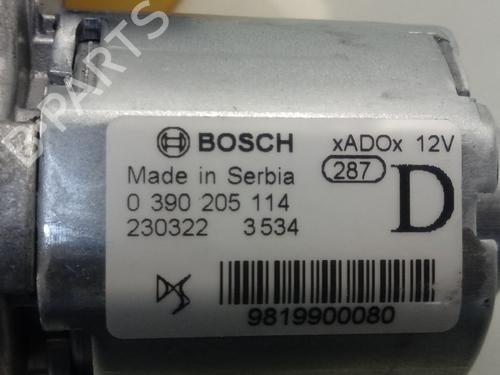 BOSCH xADOx 12V
Made in Serbia 287
0 390 205 114 D
230322 3534
9819900080
B-PARTS